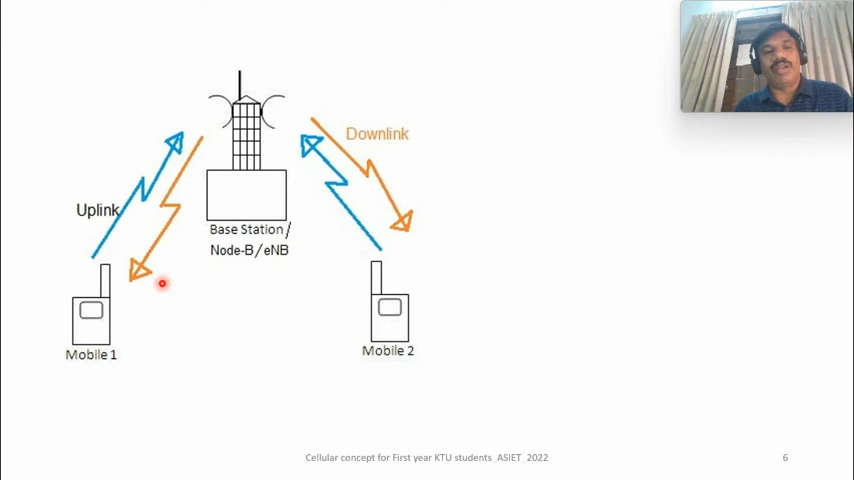 Downlink
Uplink
Base Station /
Node-B/eNB
Mobile 1
Mobile 2
Cellular concept for First year KTU students_ASIET_2022
6